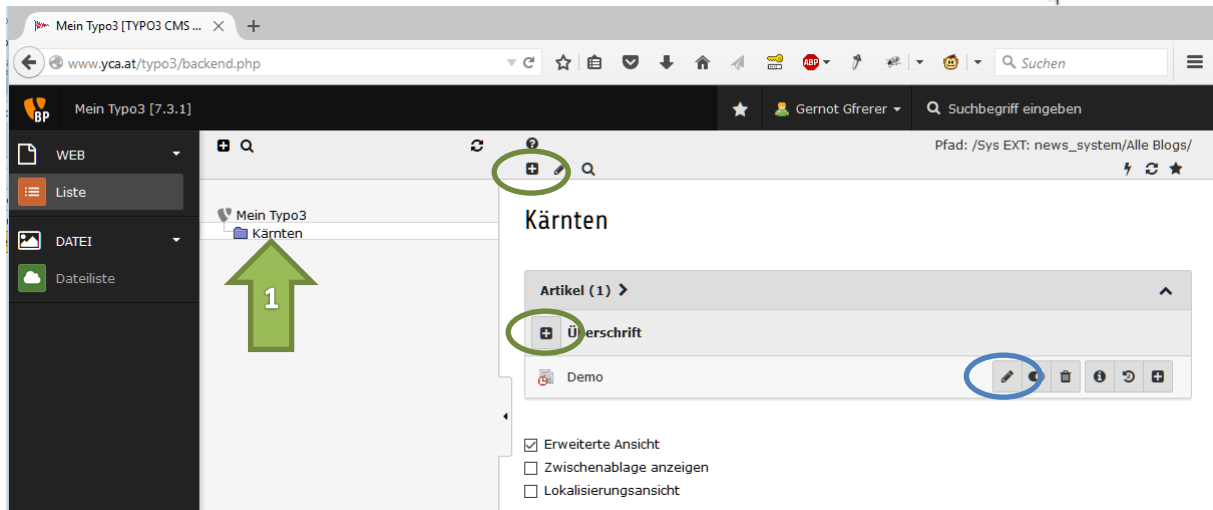 Mein Typo3 [TYPO3 CMS ...
www.yca.at/typo3/backend.php
ABP
Suchen
BP
Mein Typo3 [7.3.1]
Gernot Gfrerer
Suchbegriff eingeben
WEB
Pfad: /Sys EXT: news_system/Alle Blogs/
Liste
Mein Typo3
Kärnten
Kärnten
DATEI
Dateiliste
1
Artikel (1)
Überschrift
Demo
Erweiterte Ansicht
Zwischenablage anzeigen
Lokalisierungsansicht